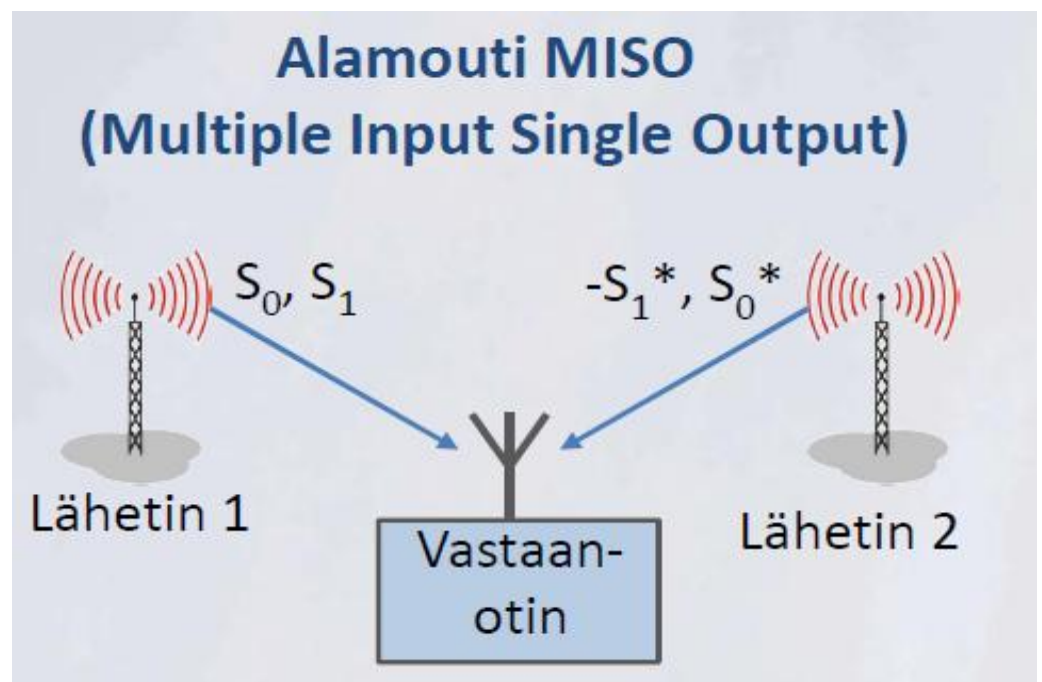 Alamouti MISO
(Multiple Input Single Output)
S₀, S₁
-S₁*, S₀*
Lähetin 1
Lähetin 2
Vastaan-
otin